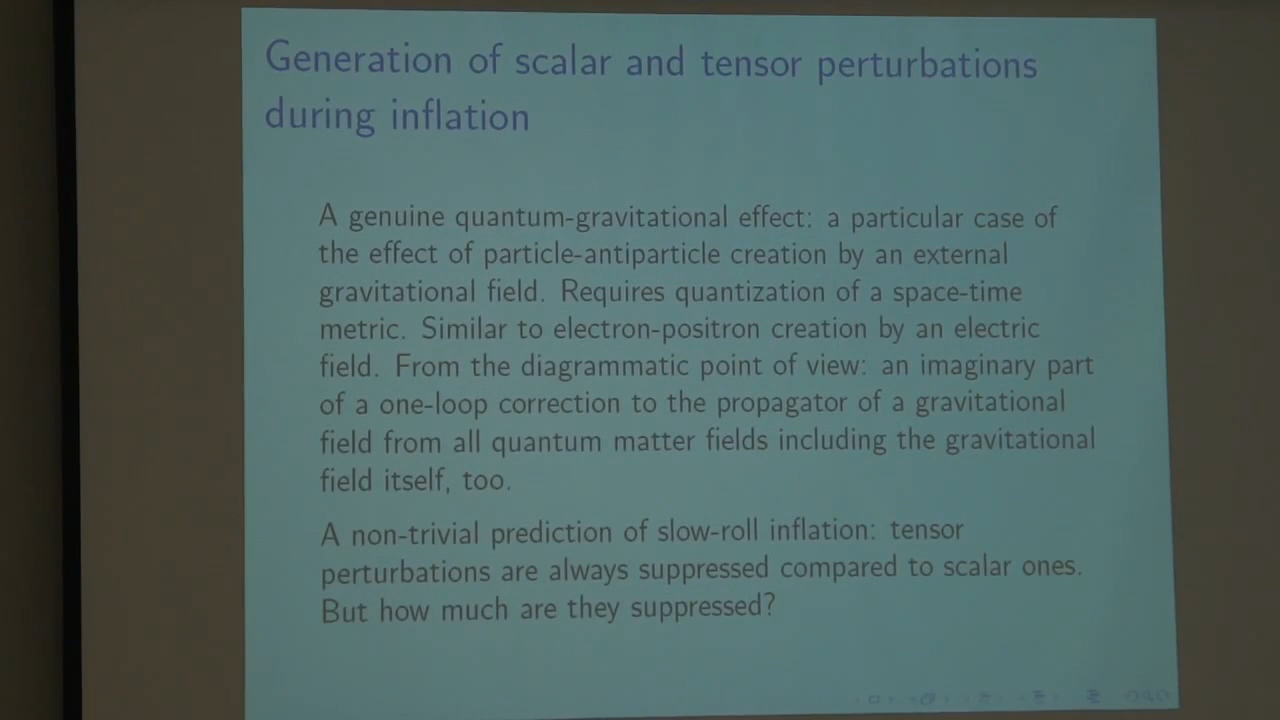 Generation of scalar and tensor perturbations
during inflation
A genuine quantum-gravitational effect: a particular case of
the effect of particle-antiparticle creation by an external
gravitational field. Requires quantization of a space-time
metric. Similar to electron-positron creation by an electric
field. From the diagrammatic point of view: an imaginary part
of a one-loop correction to the propagator of a gravitational
field from all quantum matter fields including the gravitational
field itself, too.
A non-trivial prediction of slow-roll inflation: tensor
perturbations are always suppressed compared to scalar ones.
But how much are they suppressed?